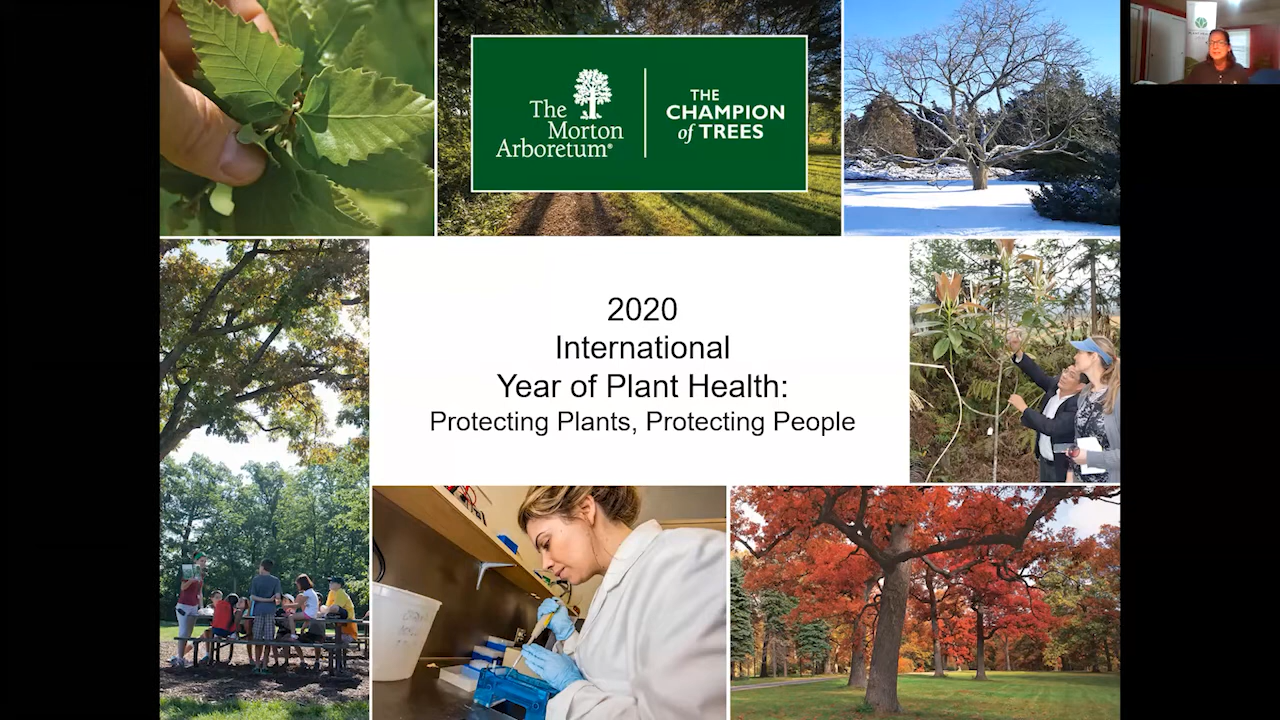 The
Morton
Arboretum®
THE
CHAMPION
of TREES
2020
International
Year of Plant Health:
Protecting Plants, Protecting People